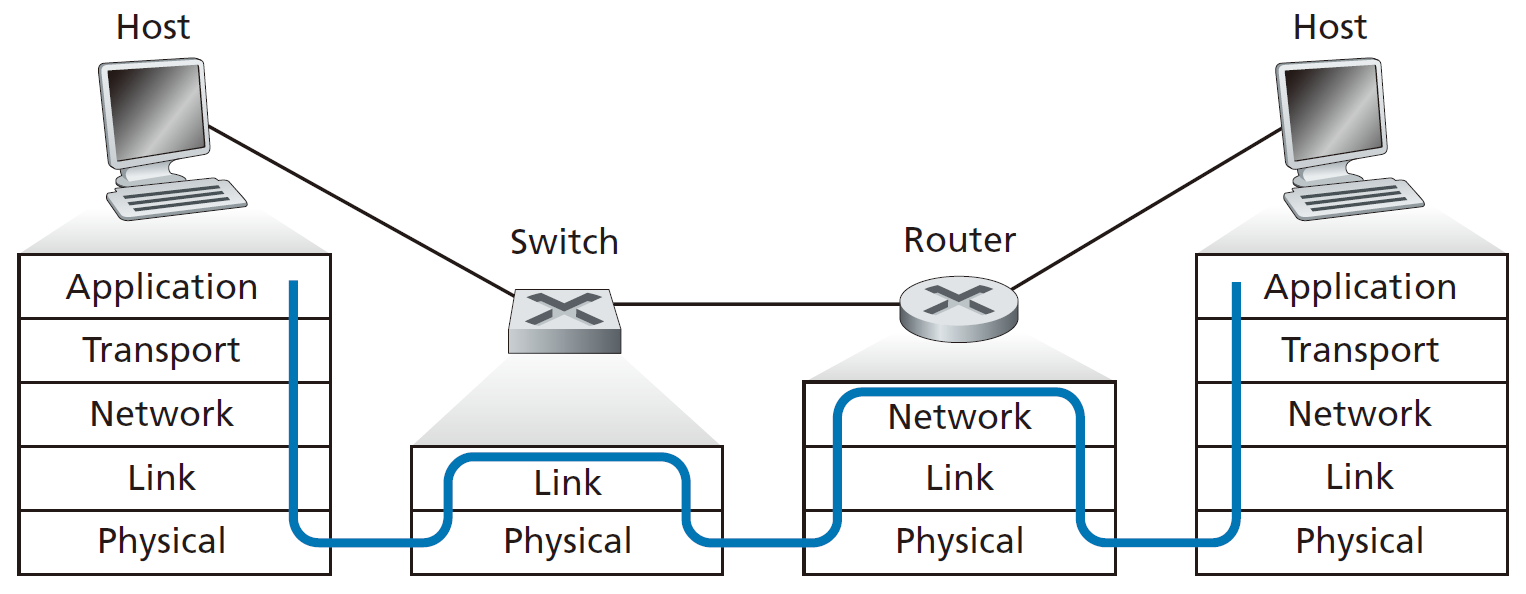 Host
Host
Switch
Router
Application
Transport
Network
Link
Physical
Link
Physical
Network
Link
Physical
Application
Transport
Network
Link
Physical